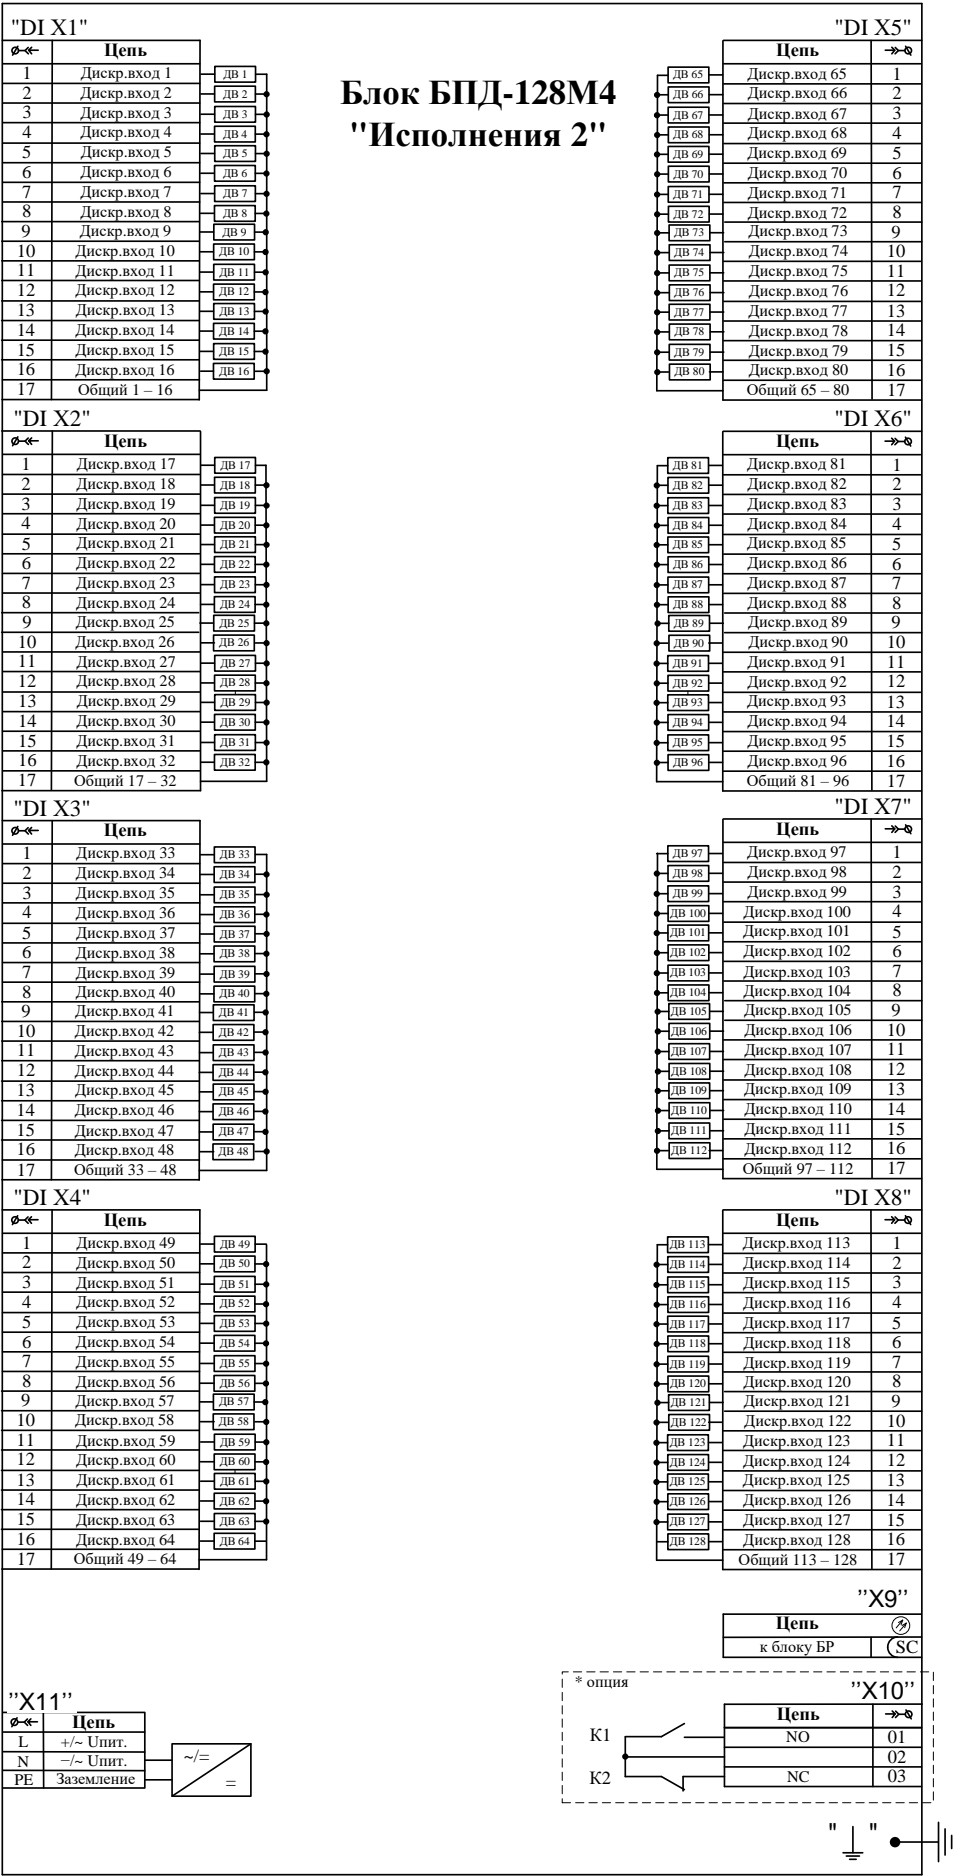 Блок БПД-128М4
"Исполнения 2"
"DI X1"
Цепь
1 Дискр.вход 1 ДВ 1
2 Дискр.вход 2 ДВ 2
3 Дискр.вход 3 ДВ 3
4 Дискр.вход 4 ДВ 4
5 Дискр.вход 5 ДВ 5
6 Дискр.вход 6 ДВ 6
7 Дискр.вход 7 ДВ 7
8 Дискр.вход 8 ДВ 8
9 Дискр.вход 9 ДВ 9
10 Дискр.вход 10 ДВ 10
11 Дискр.вход 11 ДВ 11
12 Дискр.вход 12 ДВ 12
13 Дискр.вход 13 ДВ 13
14 Дискр.вход 14 ДВ 14
15 Дискр.вход 15 ДВ 15
16 Дискр.вход 16 ДВ 16
17 Общий 1 – 16
"DI X2"
Цепь
1 Дискр.вход 17 ДВ 17
2 Дискр.вход 18 ДВ 18
3 Дискр.вход 19 ДВ 19
4 Дискр.вход 20 ДВ 20
5 Дискр.вход 21 ДВ 21
6 Дискр.вход 22 ДВ 22
7 Дискр.вход 23 ДВ 23
8 Дискр.вход 24 ДВ 24
9 Дискр.вход 25 ДВ 25
10 Дискр.вход 26 ДВ 26
11 Дискр.вход 27 ДВ 27
12 Дискр.вход 28 ДВ 28
13 Дискр.вход 29 ДВ 29
14 Дискр.вход 30 ДВ 30
15 Дискр.вход 31 ДВ 31
16 Дискр.вход 32 ДВ 32
17 Общий 17 – 32
"DI X3"
Цепь
1 Дискр.вход 33 ДВ 33
2 Дискр.вход 34 ДВ 34
3 Дискр.вход 35 ДВ 35
4 Дискр.вход 36 ДВ 36
5 Дискр.вход 37 ДВ 37
6 Дискр.вход 38 ДВ 38
7 Дискр.вход 39 ДВ 39
8 Дискр.вход 40 ДВ 40
9 Дискр.вход 41 ДВ 41
10 Дискр.вход 42 ДВ 42
11 Дискр.вход 43 ДВ 43
12 Дискр.вход 44 ДВ 44
13 Дискр.вход 45 ДВ 45
14 Дискр.вход 46 ДВ 46
15 Дискр.вход 47 ДВ 47
16 Дискр.вход 48 ДВ 48
17 Общий 33 – 48
"DI X4"
Цепь
1 Дискр.вход 49 ДВ 49
2 Дискр.вход 50 ДВ 50
3 Дискр.вход 51 ДВ 51
4 Дискр.вход 52 ДВ 52
5 Дискр.вход 53 ДВ 53
6 Дискр.вход 54 ДВ 54
7 Дискр.вход 55 ДВ 55
8 Дискр.вход 56 ДВ 56
9 Дискр.вход 57 ДВ 57
10 Дискр.вход 58 ДВ 58
11 Дискр.вход 59 ДВ 59
12 Дискр.вход 60 ДВ 60
13 Дискр.вход 61 ДВ 61
14 Дискр.вход 62 ДВ 62
15 Дискр.вход 63 ДВ 63
16 Дискр.вход 64 ДВ 64
17 Общий 49 – 64
"DI X5"
Цепь
ДВ 65 Дискр.вход 65 1
ДВ 66 Дискр.вход 66 2
ДВ 67 Дискр.вход 67 3
ДВ 68 Дискр.вход 68 4
ДВ 69 Дискр.вход 69 5
ДВ 70 Дискр.вход 70 6
ДВ 71 Дискр.вход 71 7
ДВ 72 Дискр.вход 72 8
ДВ 73 Дискр.вход 73 9
ДВ 74 Дискр.вход 74 10
ДВ 75 Дискр.вход 75 11
ДВ 76 Дискр.вход 76 12
ДВ 77 Дискр.вход 77 13
ДВ 78 Дискр.вход 78 14
ДВ 79 Дискр.вход 79 15
ДВ 80 Дискр.вход 80 16
Общий 65 – 80 17
"DI X6"
Цепь
ДВ 81 Дискр.вход 81 1
ДВ 82 Дискр.вход 82 2
ДВ 83 Дискр.вход 83 3
ДВ 84 Дискр.вход 84 4
ДВ 85 Дискр.вход 85 5
ДВ 86 Дискр.вход 86 6
ДВ 87 Дискр.вход 87 7
ДВ 88 Дискр.вход 88 8
ДВ 89 Дискр.вход 89 9
ДВ 90 Дискр.вход 90 10
ДВ 91 Дискр.вход 91 11
ДВ 92 Дискр.вход 92 12
ДВ 93 Дискр.вход 93 13
ДВ 94 Дискр.вход 94 14
ДВ 95 Дискр.вход 95 15
ДВ 96 Дискр.вход 96 16
Общий 81 – 96 17
"DI X7"
Цепь
ДВ 97 Дискр.вход 97 1
ДВ 98 Дискр.вход 98 2
ДВ 99 Дискр.вход 99 3
ДВ 100 Дискр.вход 100 4
ДВ 101 Дискр.вход 101 5
ДВ 102 Дискр.вход 102 6
ДВ 103 Дискр.вход 103 7
ДВ 104 Дискр.вход 104 8
ДВ 105 Дискр.вход 105 9
ДВ 106 Дискр.вход 106 10
ДВ 107 Дискр.вход 107 11
ДВ 108 Дискр.вход 108 12
ДВ 109 Дискр.вход 109 13
ДВ 110 Дискр.вход 110 14
ДВ 111 Дискр.вход 111 15
ДВ 112 Дискр.вход 112 16
Общий 97 – 112 17
"DI X8"
Цепь
ДВ 113 Дискр.вход 113 1
ДВ 114 Дискр.вход 114 2
ДВ 115 Дискр.вход 115 3
ДВ 116 Дискр.вход 116 4
ДВ 117 Дискр.вход 117 5
ДВ 118 Дискр.вход 118 6
ДВ 119 Дискр.вход 119 7
ДВ 120 Дискр.вход 120 8
ДВ 121 Дискр.вход 121 9
ДВ 122 Дискр.вход 122 10
ДВ 123 Дискр.вход 123 11
ДВ 124 Дискр.вход 124 12
ДВ 125 Дискр.вход 125 13
ДВ 126 Дискр.вход 126 14
ДВ 127 Дискр.вход 127 15
ДВ 128 Дискр.вход 128 16
Общий 113 – 128 17
''X9''
Цепь
к блоку БР SC
* опция
''X10''
Цепь
К1 NO 01
02
К2 NC 03
''X11''
Цепь
L +/~ Uпит.
N −/~ Uпит.
PE Заземление
~/=
=
" "